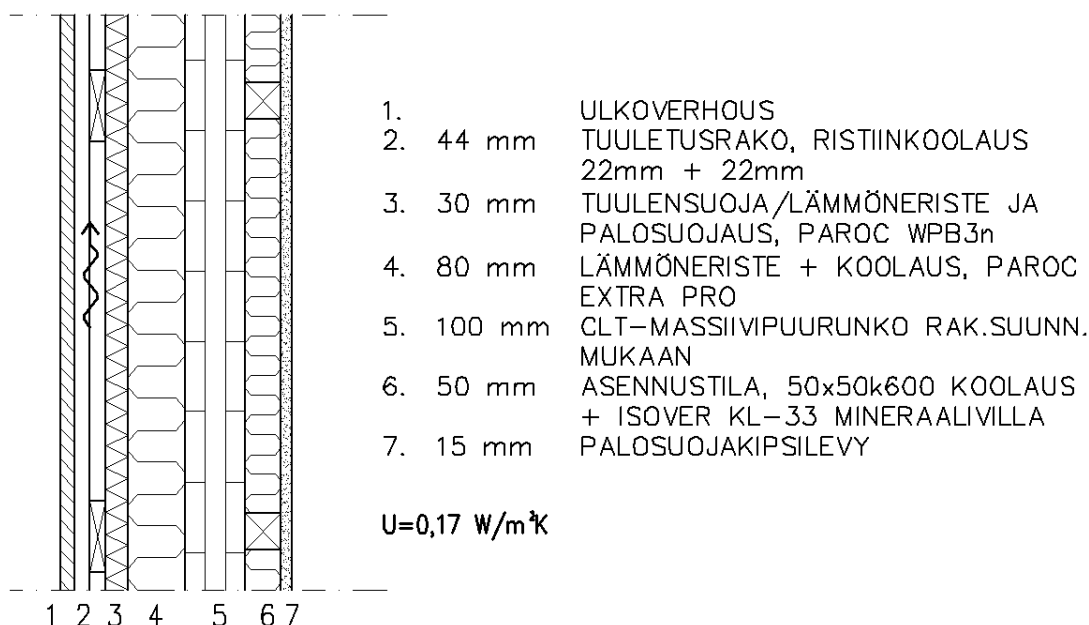 1. ULKOVERHOUS
2. 44 mm TUULETUSRAKO, RISTIINKOOLAUS
22mm + 22mm
3. 30 mm TUULENSUOJA/LÄMMÖNERISTE JA
PALOSUOJAUS, PAROC WPB3n
4. 80 mm LÄMMÖNERISTE + KOOLAUS, PAROC
EXTRA PRO
5. 100 mm CLT-MASSIIVIPUURUNKO RAK.SUUNN.
MUKAAN
6. 50 mm ASENNUSTILA, 50x50k600 KOOLAUS
+ ISOVER KL-33 MINERAALIVILLA
7. 15 mm PALOSUOJAKIPSILEVY
U=0,17 W/m²K
1 2 3 4 5 6 7